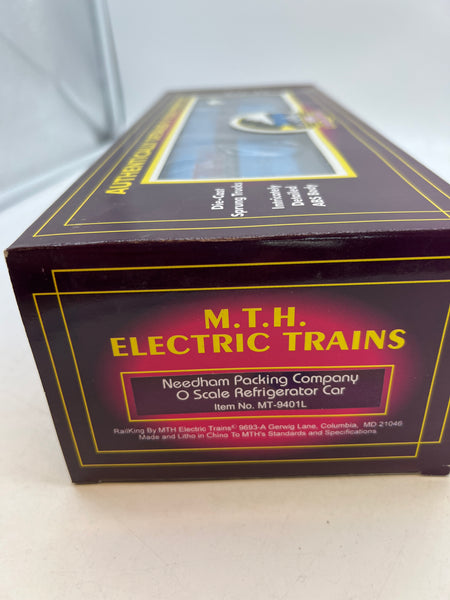 AUTHENTICALLY
Die-Cast
Sprung Trucks
Intricately
Detailed
ABS Body
M.T.H.
ELECTRIC TRAINS
Needham Packing Company
O Scale Refrigerator Car
Item No. MT-9401L
RailKing By MTH Electric Trains© 9693-A Gerwig Lane, Columbia, MD 21046
Made and Litho in China To MTH's Standards and Specifications.